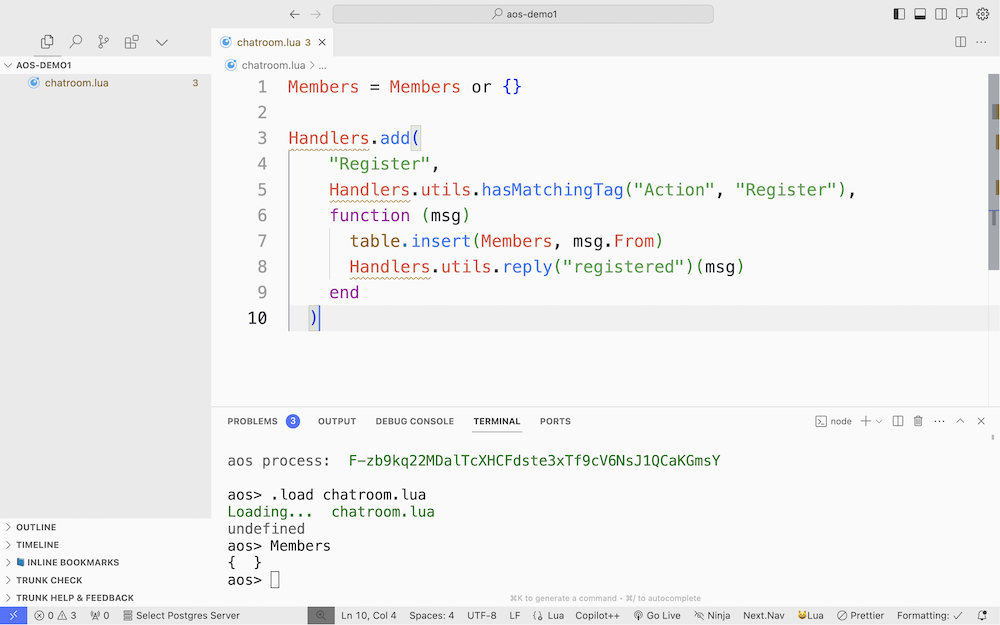 aos-demo1
chatroom.lua 3
AOS-DEMO1
chatroom.lua > ...
chatroom.lua 3
1 Members = Members or {}
2
3 Handlers.add(
4 "Register",
5 Handlers.utils.hasMatchingTag("Action", "Register"),
6 function (msg)
7 table.insert(Members, msg.From)
8 Handlers.utils.reply("registered")(msg)
9 end
10 )
PROBLEMS 3 OUTPUT DEBUG CONSOLE TERMINAL PORTS node
aos process: F-zb9kq22MDalTcXHCFdste3xTf9cV6NsJ1QCaKGmsY
aos> .load chatroom.lua
Loading... chatroom.lua
undefined
aos> Members
{ }
aos>
OUTLINE
TIMELINE
INLINE BOOKMARKS
TRUNK CHECK
TRUNK HELP & FEEDBACK
⌘K to generate a command • ⌘/ to autocomplete
0 3 0 Select Postgres Server Ln 10, Col 4 Spaces: 4 UTF-8 LF Lua Copilot++ Go Live Ninja Next.Nav Lua Prettier Formatting: ✓